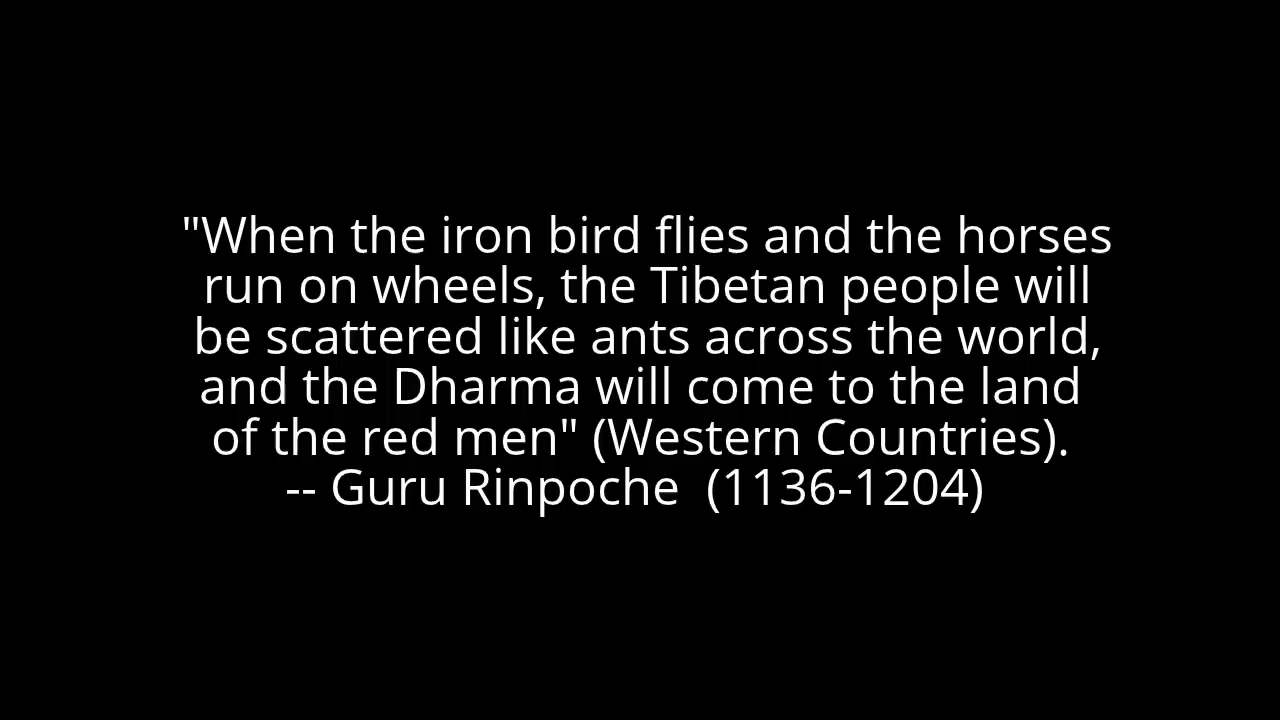 "When the iron bird flies and the horses
run on wheels, the Tibetan people will
be scattered like ants across the world,
and the Dharma will come to the land
of the red men" (Western Countries).
-- Guru Rinpoche  (1136-1204)